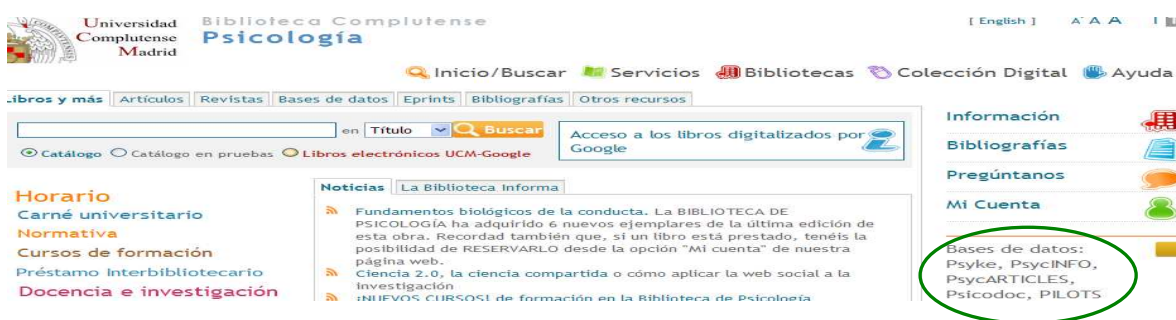 Universidad
Complutense
Madrid
Biblioteca Complutense
Psicología
[ English ] A A A
Inicio/Buscar Servicios Bibliotecas Colección Digital Ayuda
Libros y más Artículos Revistas Bases de datos Eprints Bibliografías Otros recursos
en Título Buscar
Catálogo Catálogo en pruebas Libros electrónicos UCM-Google
Acceso a los libros digitalizados por
Google
Información
Bibliografías
Pregúntanos
Mi Cuenta
Horario
Carné universitario
Normativa
Cursos de formación
Préstamo Interbibliotecario
Docencia e investigación
Noticias La Biblioteca Informa
Fundamentos biológicos de la conducta. La BIBLIOTECA DE
PSICOLOGÍA ha adquirido 6 nuevos ejemplares de la última edición de
esta obra. Recordad también que, si un libro está prestado, tenéis la
posibilidad de RESERVARLO desde la opción "Mi cuenta" de nuestra
página web.
Ciencia 2.0, la ciencia compartida o cómo aplicar la web social a la
investigación
¡NUEVOS CURSOS! de formación en la Biblioteca de Psicología
Bases de datos:
Psyke, PsycINFO,
PsycARTICLES,
Psicodoc, PILOTS